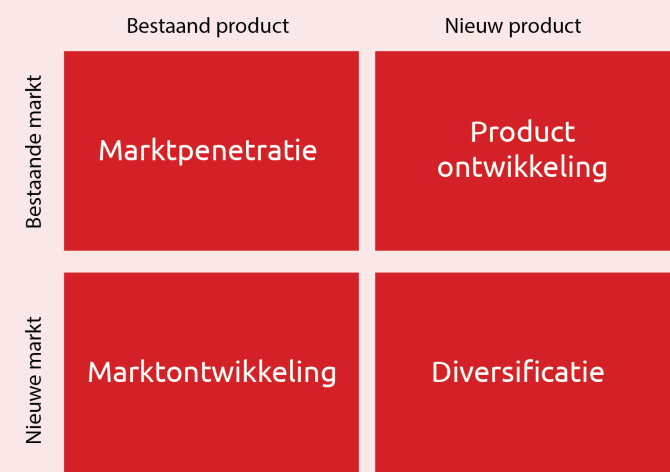 Bestaand product
Nieuw product
Bestaande markt
Marktpenetratie
Product
ontwikkeling
Nieuwe markt
Marktontwikkeling
Diversificatie